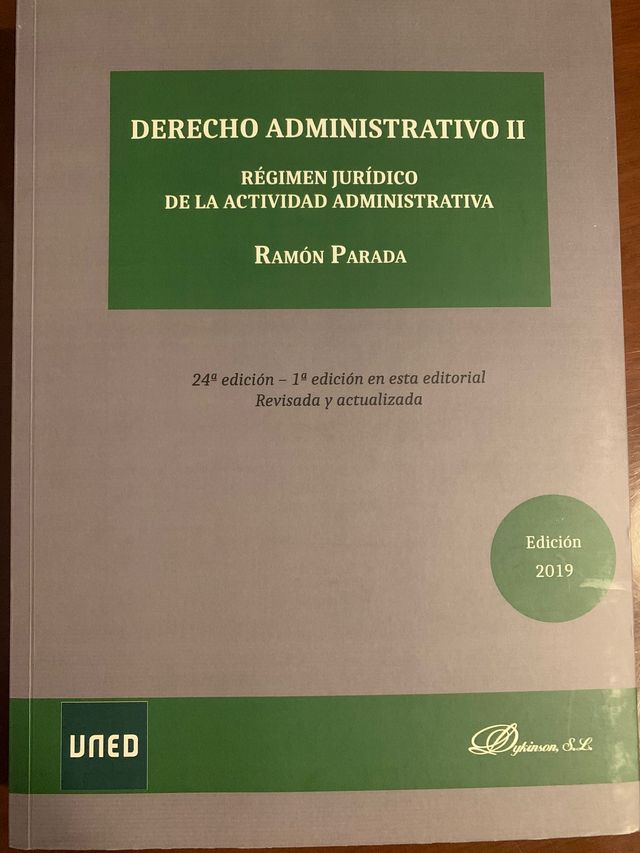 DERECHO ADMINISTRATIVO II
RÉGIMEN JURÍDICO
DE LA ACTIVIDAD ADMINISTRATIVA
RAMÓN PARADA
24ª edición – 1ª edición en esta editorial
Revisada y actualizada
Edición
2019
UNED
Dykinson, S.L.